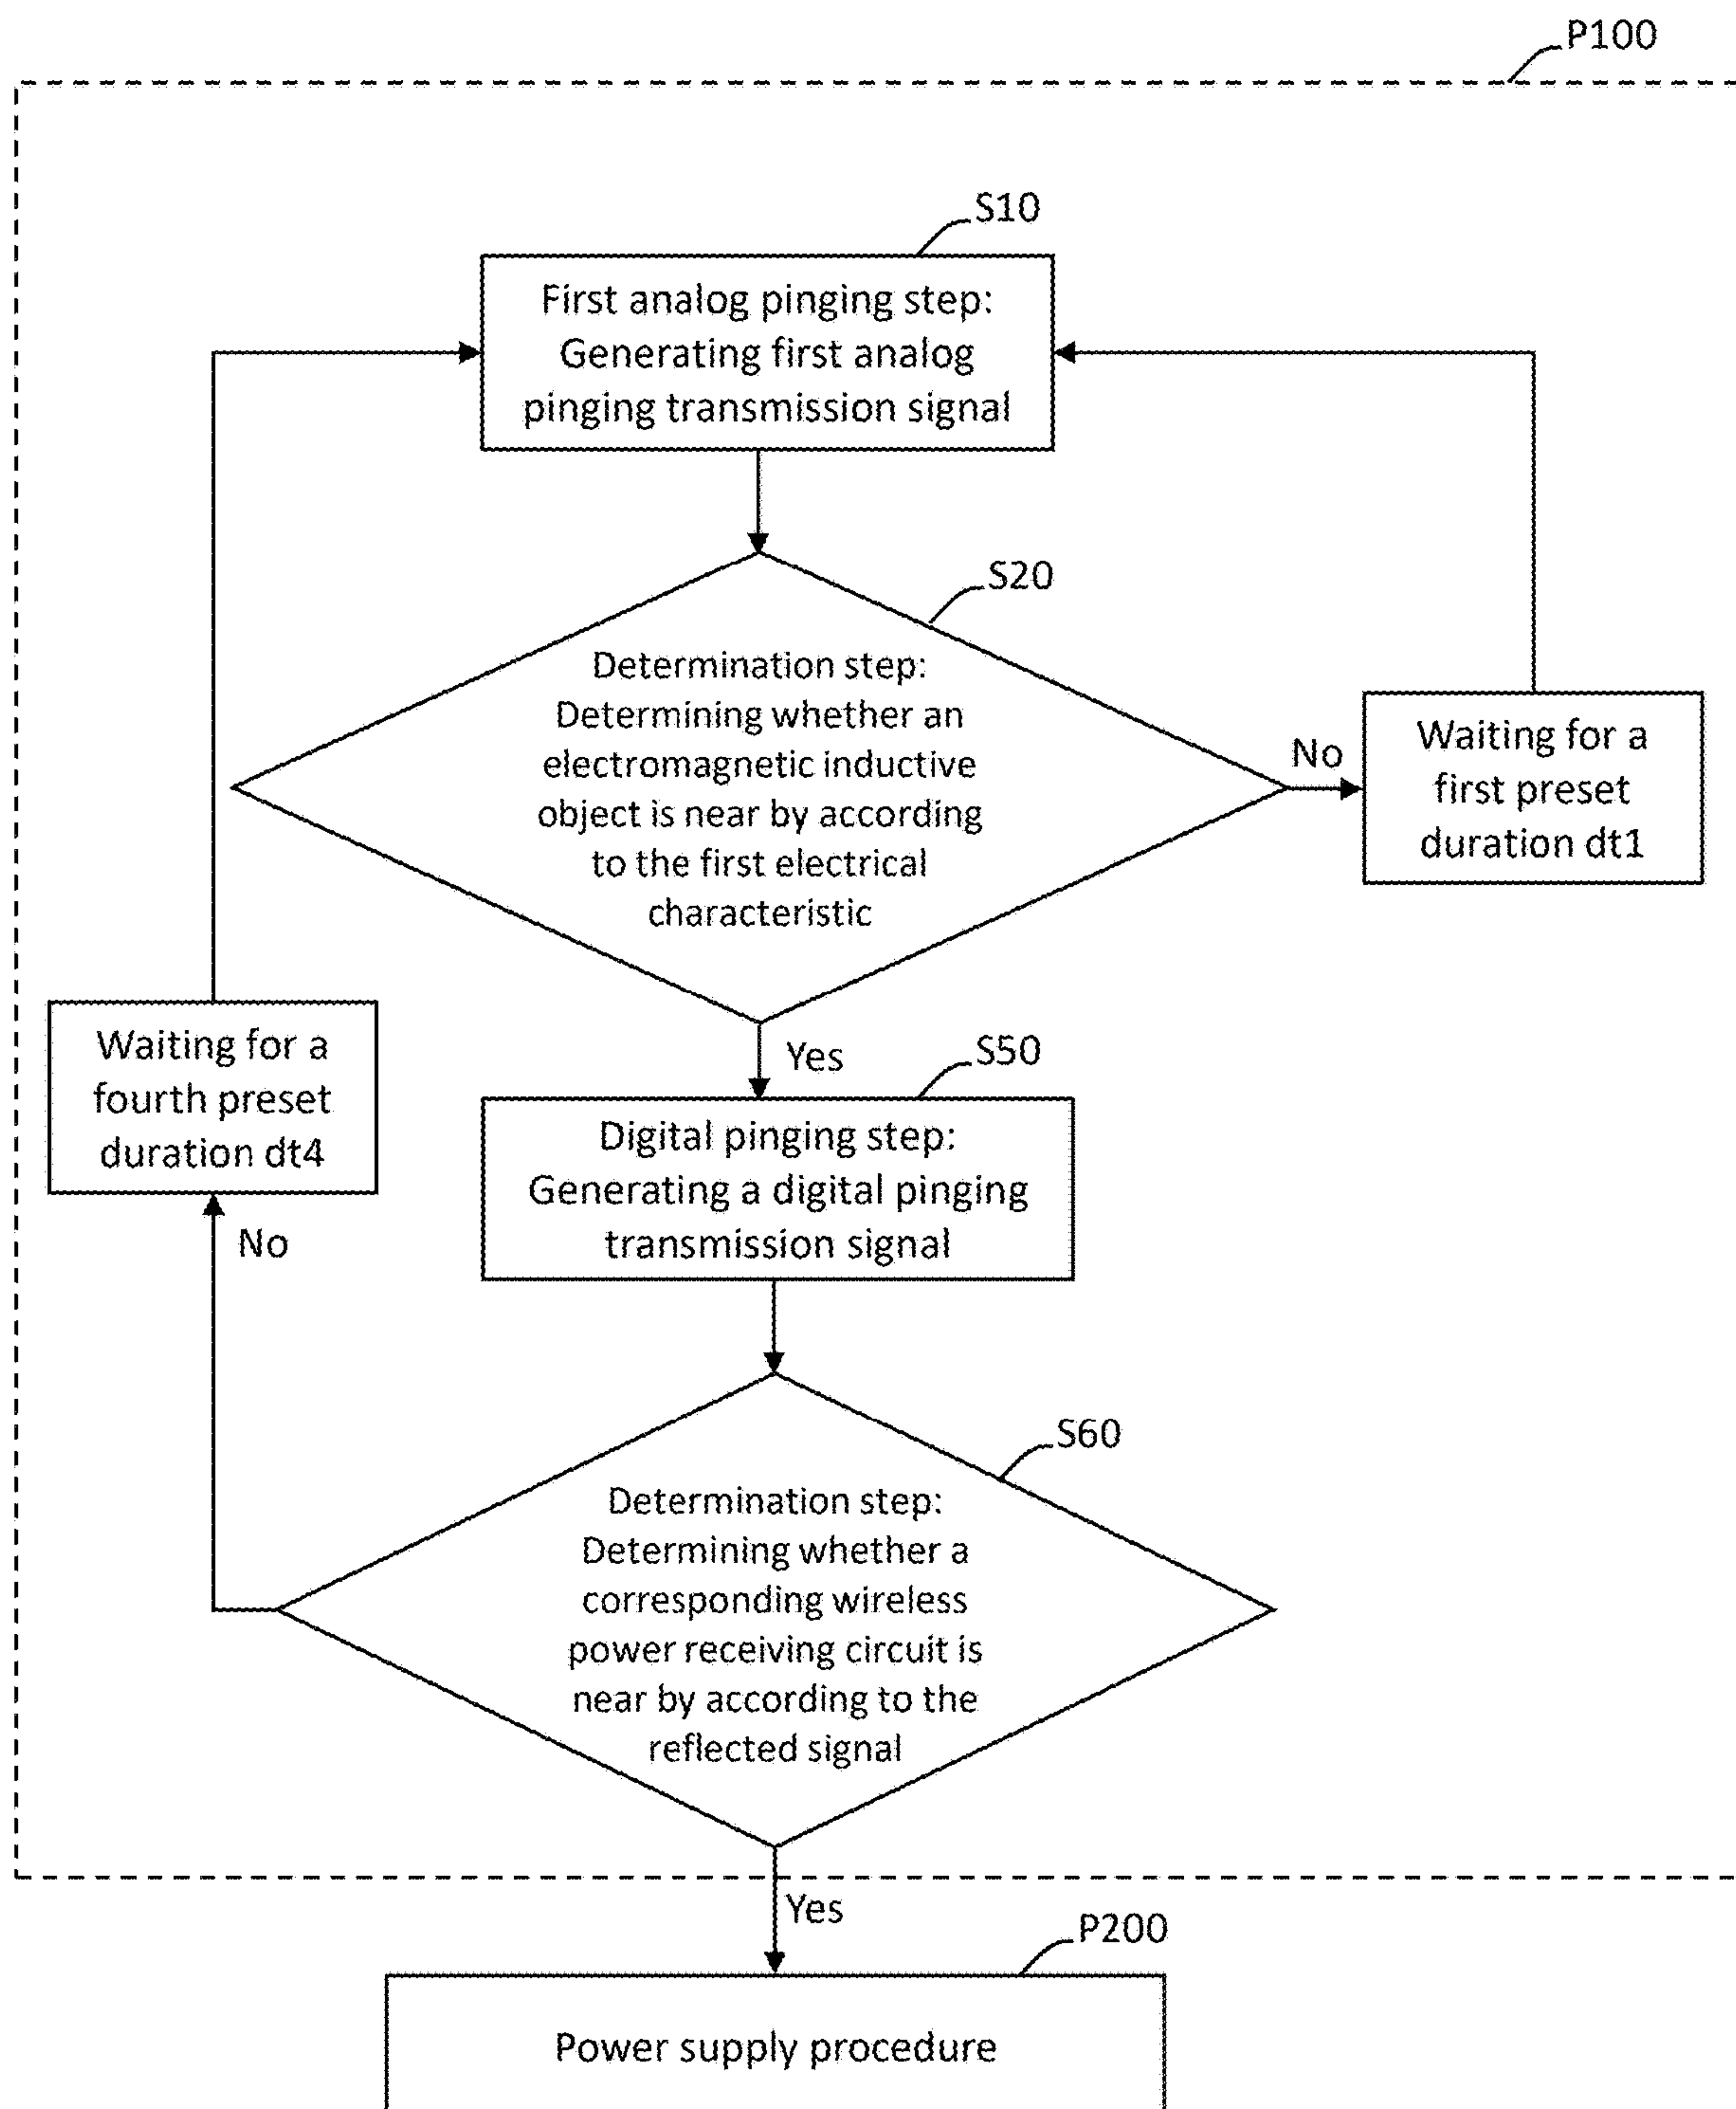 P100
S10
First analog pinging step:
Generating first analog
pinging transmission signal
S20
Determination step:
Determining whether an
electromagnetic inductive
object is near by according
to the first electrical
characteristic
No
Waiting for a
first preset
duration dt1
Waiting for a
fourth preset
duration dt4
Yes
S50
Digital pinging step:
Generating a digital pinging
transmission signal
No
S60
Determination step:
Determining whether a
corresponding wireless
power receiving circuit is
near by according to the
reflected signal
Yes
P200
Power supply procedure